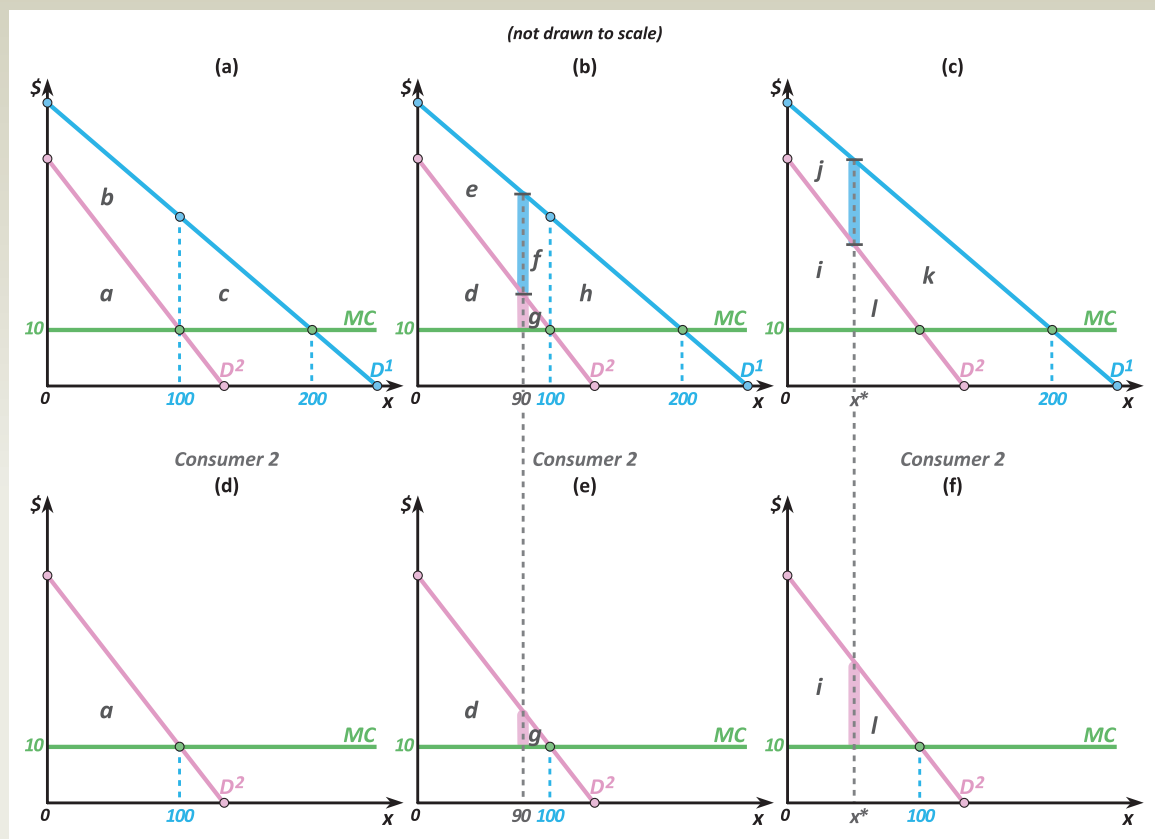 (not drawn to scale)
(a) (b) (c)
$ $ $
b e j
f
a c d h i k
g l
10 MC 10 MC 10 MC
D² D¹ D² D¹ D² D¹
0 100 200 x 0 90 100 200 x 0 x* 200 x
Consumer 2 Consumer 2 Consumer 2
(d) (e) (f)
$ $ $
a d i
g l
10 MC 10 MC 10 MC
D² D² D²
0 100 x 0 90 100 x 0 x* 100 x